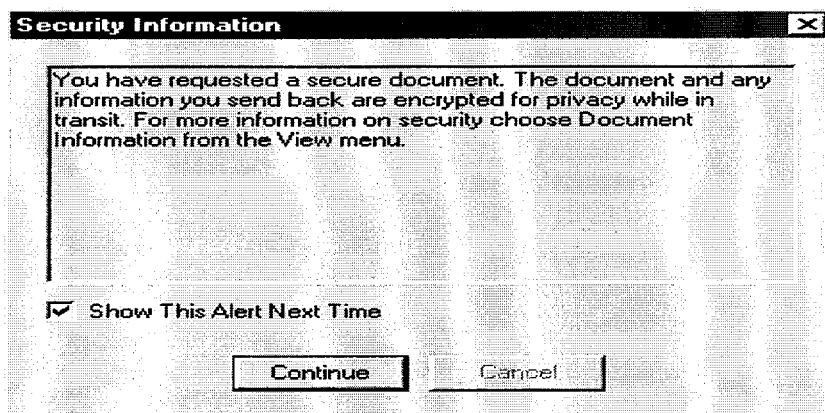 Security Information
You have requested a secure document. The document and any
information you send back are encrypted for privacy while in
transit. For more information on security choose Document
Information from the View menu.
Show This Alert Next Time
Continue Cancel